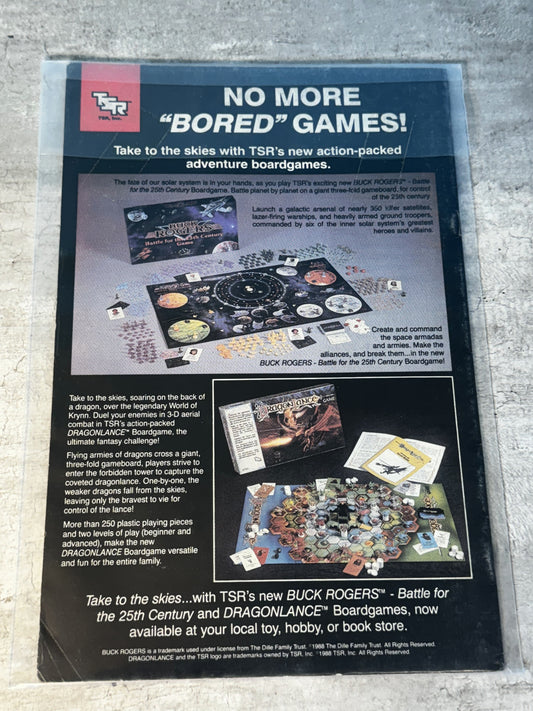 TSR
TSR, Inc.
NO MORE
"BORED" GAMES!
Take to the skies with TSR's new action-packed
adventure boardgames.
The fate of our solar system is in your hands, as you play TSR's exciting new BUCK ROGERS™ - Battle
for the 25th Century Boardgame. Battle planet by planet on a giant three-fold gameboard, for control
of the 25th century
Launch a galactic arsenal of nearly 350 killer satellites,
lazer-firing warships, and heavily armed ground troopers,
commanded by six of the inner solar system's greatest
heroes and villains.
BUCK
ROGERS
Battle for the 25th Century
Game
Create and command
the space armadas
and armies. Make the
alliances, and break them...in the new
BUCK ROGERS - Battle for the 25th Century Boardgame!
Take to the skies, soaring on the back of
a dragon, over the legendary World of
Krynn. Duel your enemies in 3-D aerial
combat in TSR's action-packed
DRAGONLANCE™ Boardgame, the
ultimate fantasy challenge!
Flying armies of dragons cross a giant,
three-fold gameboard, players strive to
enter the forbidden tower to capture the
coveted dragonlance. One-by-one, the
weaker dragons fall from the skies,
leaving only the bravest to vie for
control of the lance!
More than 250 plastic playing pieces
and two levels of play (beginner and
advanced), make the new
DRAGONLANCE Boardgame versatile
and fun for the entire family.
DRAGONLANCE
GAME
Take to the skies...with TSR's new BUCK ROGERS™ - Battle for
the 25th Century and DRAGONLANCE™ Boardgames, now
available at your local toy, hobby, or book store.
BUCK ROGERS is a trademark used under license from The Dille Family Trust. ©1988 The Dille Family Trust. All Rights Reserved.
DRAGONLANCE and the TSR logo are trademarks owned by TSR, Inc. ©1988 TSR, Inc. All Rights Reserved.